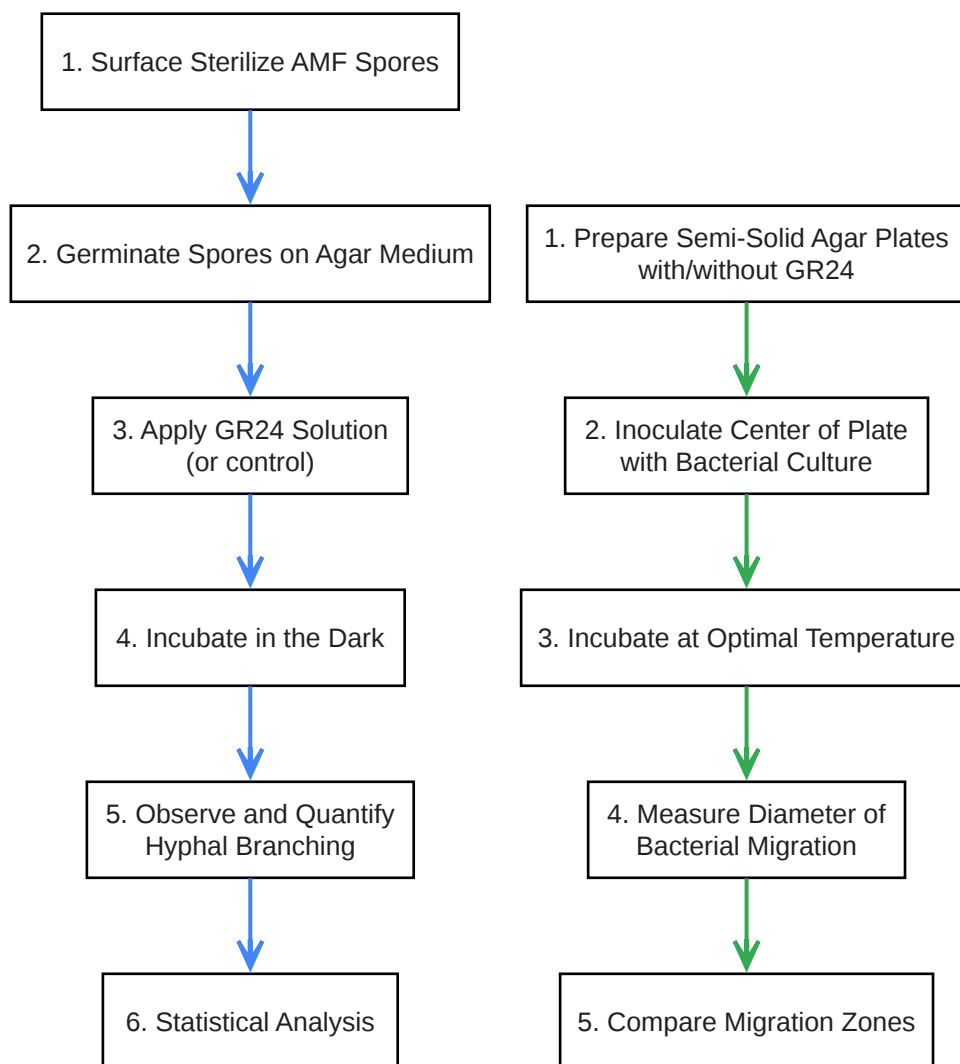 1. Surface Sterilize AMF Spores
2. Germinate Spores on Agar Medium
3. Apply GR24 Solution
(or control)
4. Incubate in the Dark
5. Observe and Quantify
Hyphal Branching
6. Statistical Analysis
1. Prepare Semi-Solid Agar Plates
with/without GR24
2. Inoculate Center of Plate
with Bacterial Culture
3. Incubate at Optimal Temperature
4. Measure Diameter of
Bacterial Migration
5. Compare Migration Zones